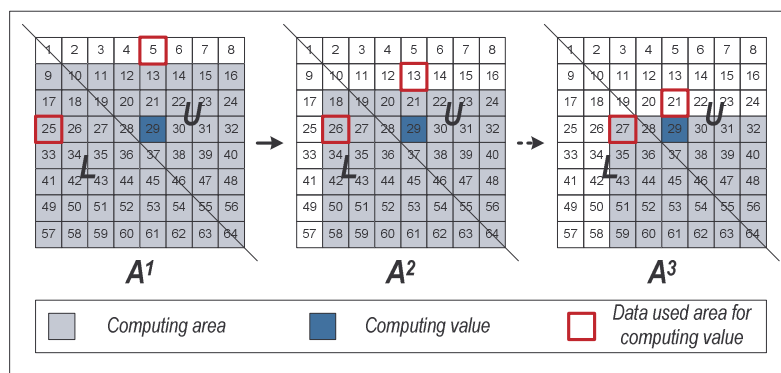 1 2 3 4 5 6 7 8
9 10 11 12 13 14 15 16
17 18 19 20 21 22 23 24
U
25 26 27 28 29 30 31 32
33 34 35 36 37 38 39 40
L
41 42 43 44 45 46 47 48
49 50 51 52 53 54 55 56
57 58 59 60 61 62 63 64
A¹
1 2 3 4 5 6 7 8
9 10 11 12 13 14 15 16
17 18 19 20 21 22 23 24
U
25 26 27 28 29 30 31 32
33 34 35 36 37 38 39 40
L
41 42 43 44 45 46 47 48
49 50 51 52 53 54 55 56
57 58 59 60 61 62 63 64
A²
1 2 3 4 5 6 7 8
9 10 11 12 13 14 15 16
17 18 19 20 21 22 23 24
U
25 26 27 28 29 30 31 32
33 34 35 36 37 38 39 40
L
41 42 43 44 45 46 47 48
49 50 51 52 53 54 55 56
57 58 59 60 61 62 63 64
A³
Computing area
Computing value
Data used area for
computing value